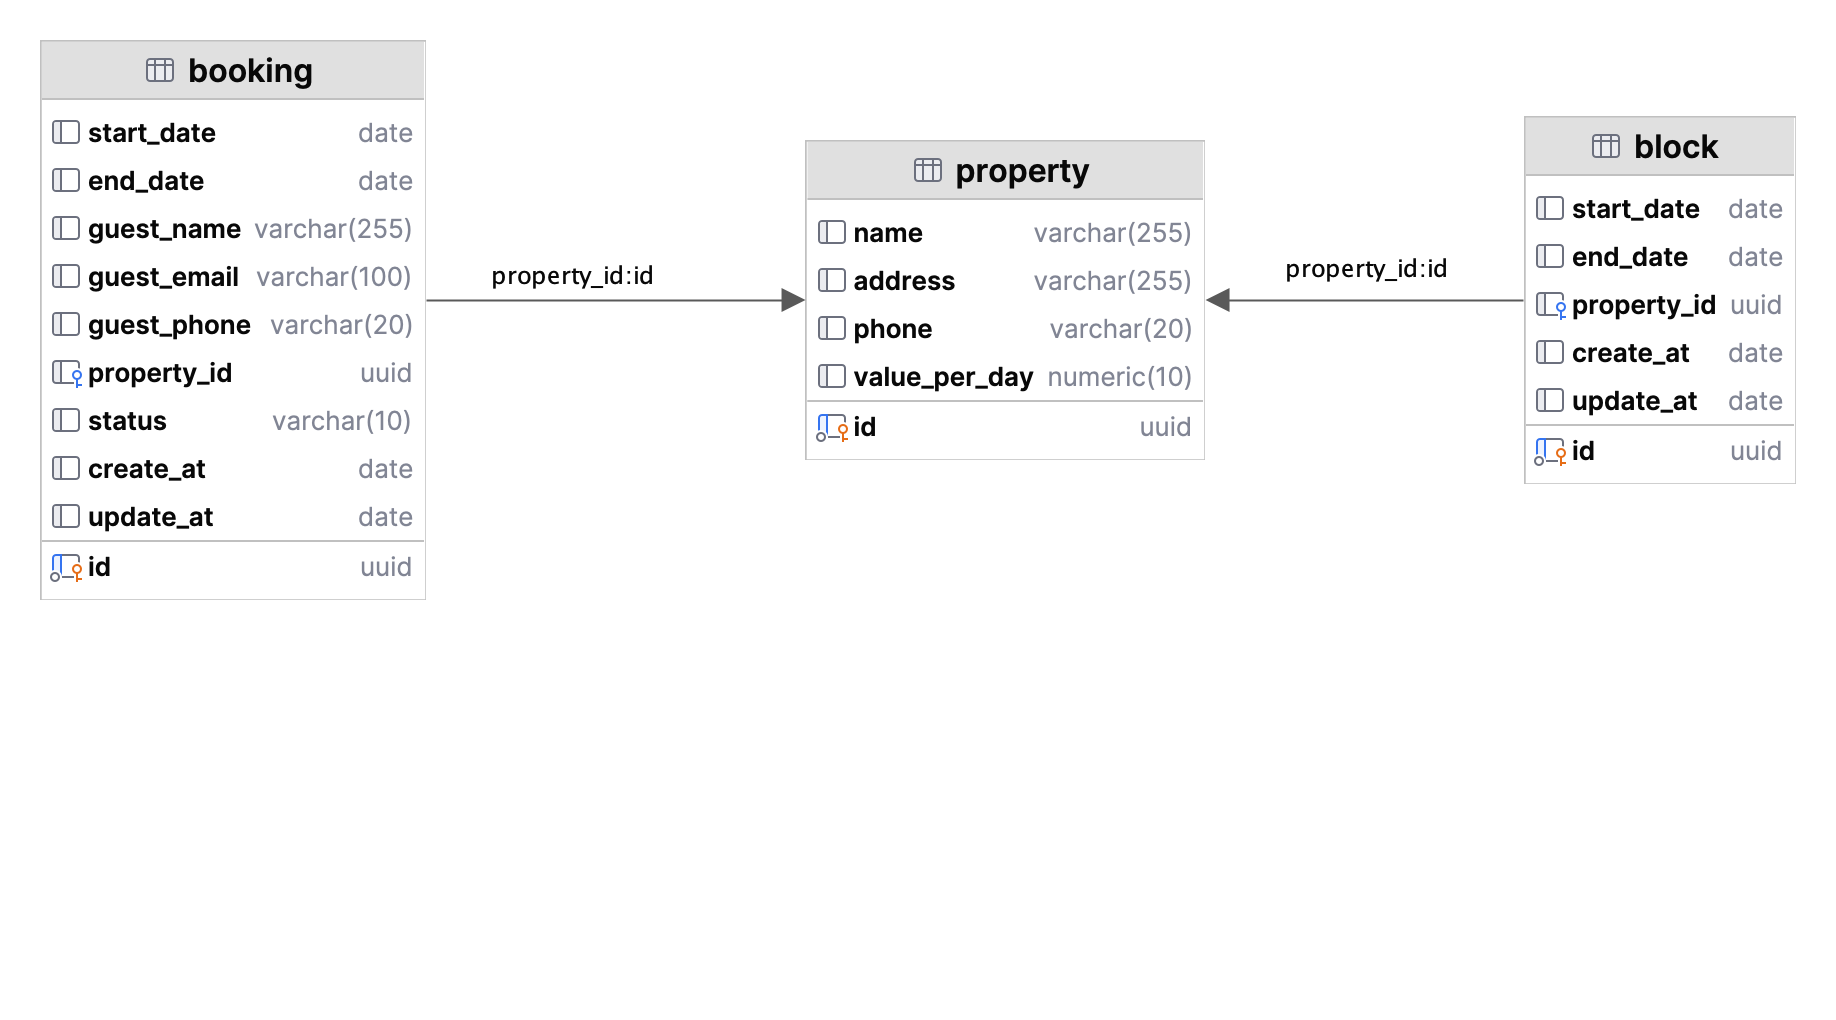 booking
start_date date
end_date date
guest_name varchar(255)
guest_email varchar(100)
guest_phone varchar(20)
property_id uuid
status varchar(10)
create_at date
update_at date
id uuid
property_id:id
property
name varchar(255)
address varchar(255)
phone varchar(20)
value_per_day numeric(10)
id uuid
property_id:id
block
start_date date
end_date date
property_id uuid
create_at date
update_at date
id uuid